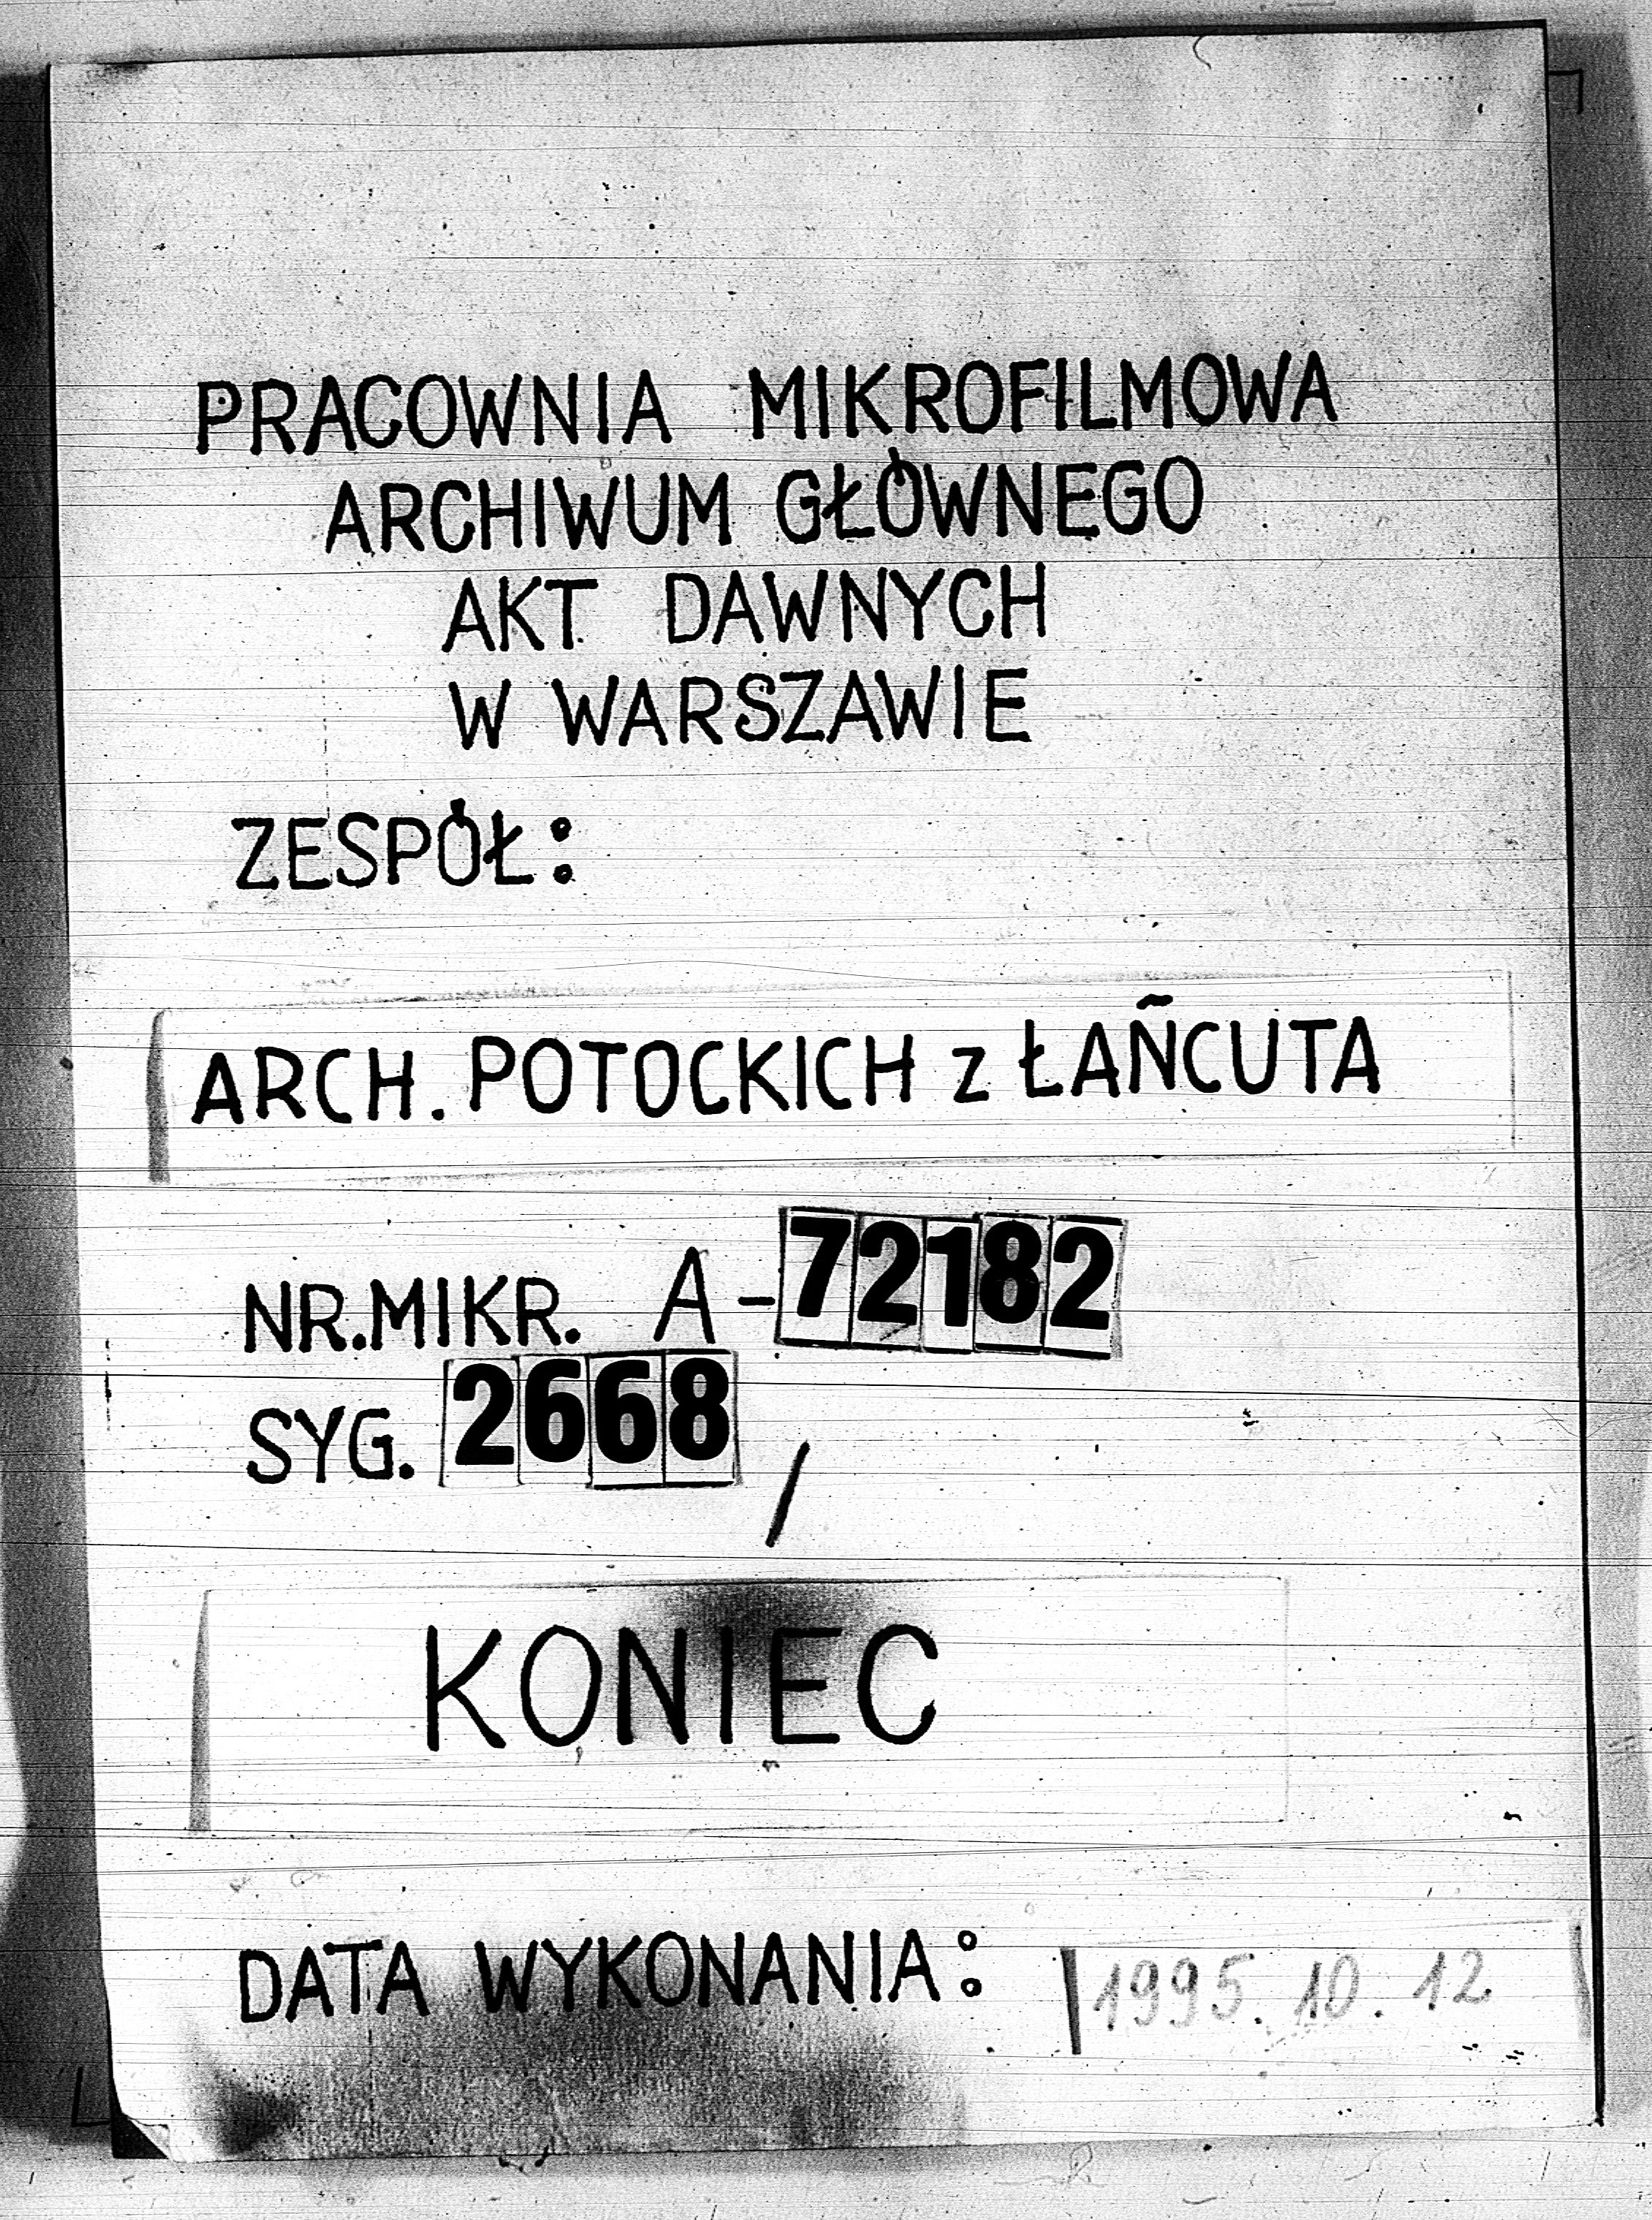 PRACOWNIA MIKROFILMOWA
ARCHIWUM GŁÓWNEGO
AKT DAWNYCH
W WARSZAWIE
ZESPÓŁ:
ARCH. POTOCKICH z ŁAŃCUTA
NR.MIKR. A-72182
SYG. 2668 /
KONIEC
DATA WYKONANIA: 1995.10.12